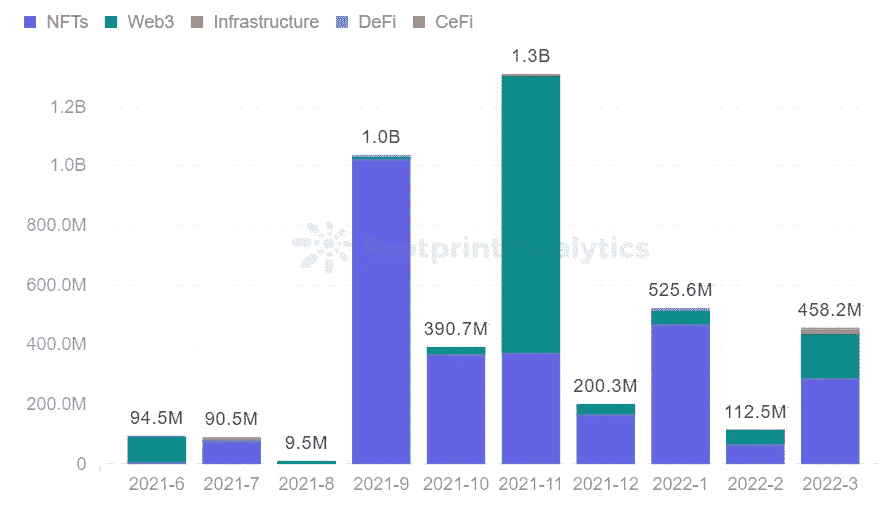 NFTs Web3 Infrastructure DeFi CeFi
1.3B
1.2B
1.0B
1.0B
800.0M
600.0M
525.6M
458.2M
400.0M
390.7M
200.0M
200.3M
94.5M
90.5M
112.5M
9.5M
0
2021-6 2021-7 2021-8 2021-9 2021-10 2021-11 2021-12 2022-1 2022-2 2022-3